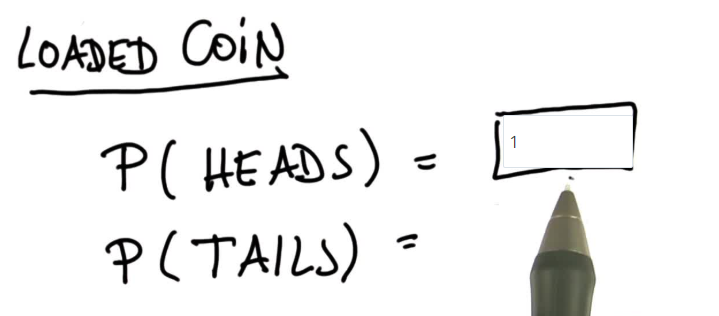 LOADED COIN
P(HEADS) = 1
P(TAILS) =